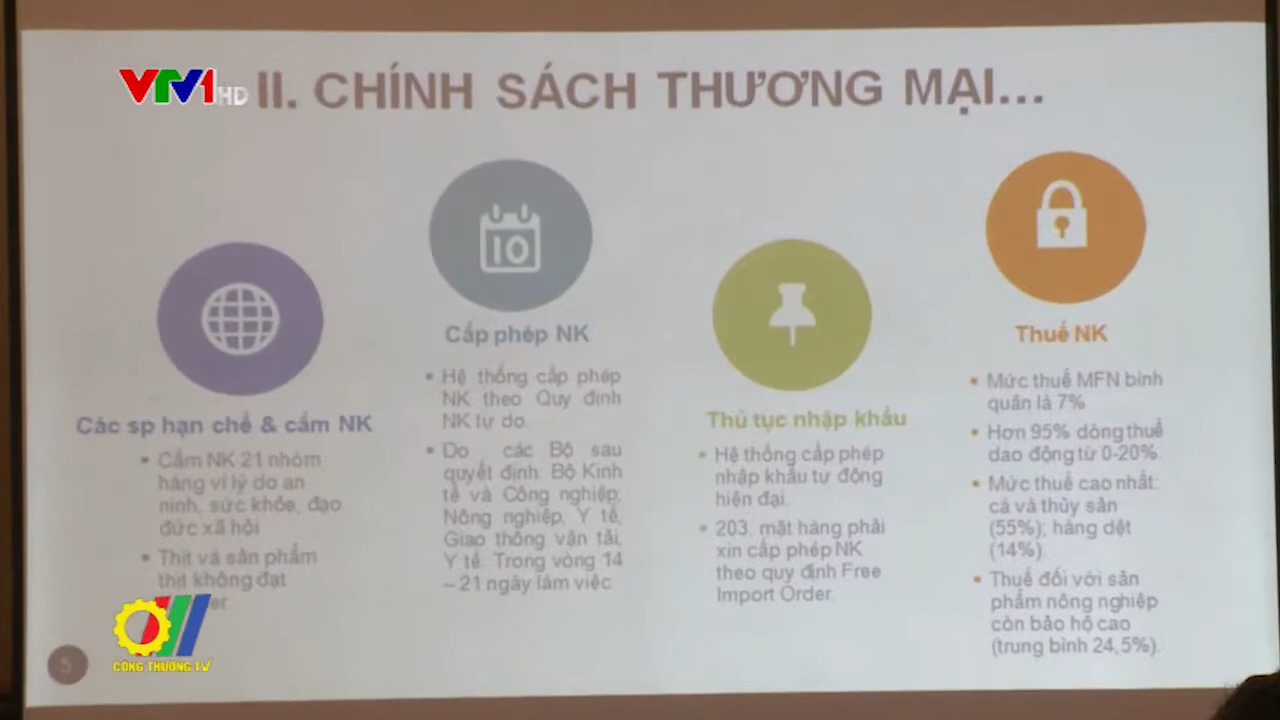 VTV1 HD
II. CHÍNH SÁCH THƯƠNG MẠI...
Các sp hạn chế & cấm NK
• Cấm NK 21 nhóm
hàng vì lý do an
ninh, sức khỏe, đạo
đức xã hội
• Thịt và sản phẩm
thịt không đạt
10
Cấp phép NK
• Hệ thống cấp phép
NK theo Quy định
NK tự do.
• Do các Bộ sau
quyết định: Bộ Kinh
tế và Công nghiệp;
Nông nghiệp, Y tế,
Giao thông vận tải,
Y tế. Trong vòng 14
– 21 ngày làm việc
Thủ tục nhập khẩu
• Hệ thống cấp phép
nhập khẩu tự động
hiện đại.
• 203. mặt hàng phải
xin cấp phép NK
theo quy định Free
Import Order.
Thuế NK
• Mức thuế MFN bình
quân là 7%
• Hơn 95% dòng thuế
dao động từ 0-20%.
• Mức thuế cao nhất:
cá và thủy sản
(55%); hàng dệt
(14%).
• Thuế đối với sản
phẩm nông nghiệp
còn bảo hộ cao
(trung bình 24,5%).
5
CÔNG THƯƠNG TV